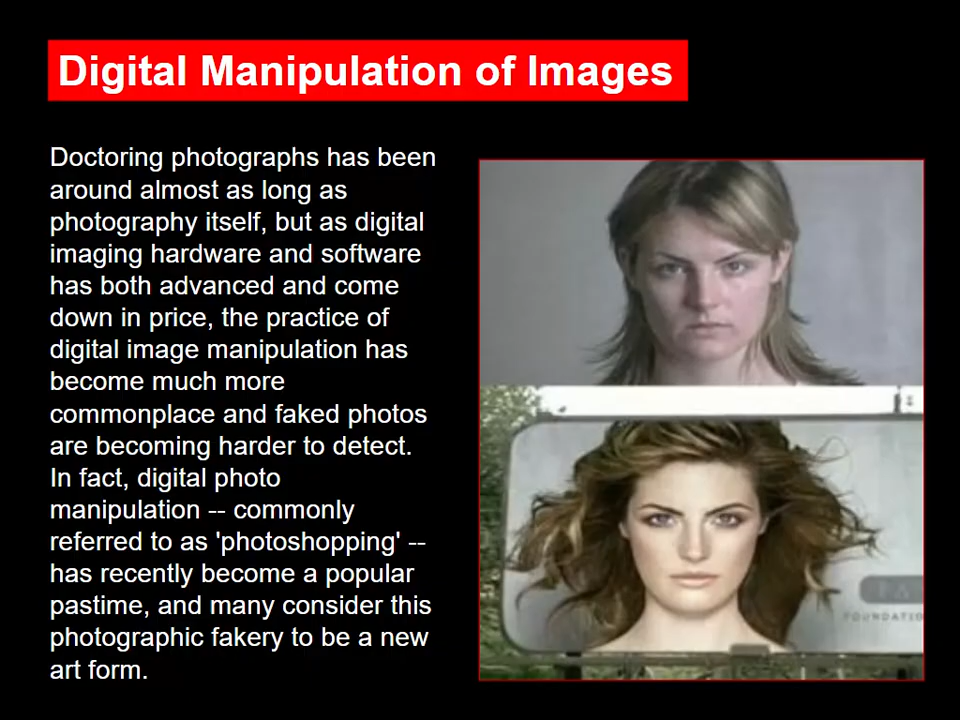 Digital Manipulation of Images
Doctoring photographs has been
around almost as long as
photography itself, but as digital
imaging hardware and software
has both advanced and come
down in price, the practice of
digital image manipulation has
become much more
commonplace and faked photos
are becoming harder to detect.
In fact, digital photo
manipulation -- commonly
referred to as 'photoshopping' --
has recently become a popular
pastime, and many consider this
photographic fakery to be a new
art form.
FOUNDATIO